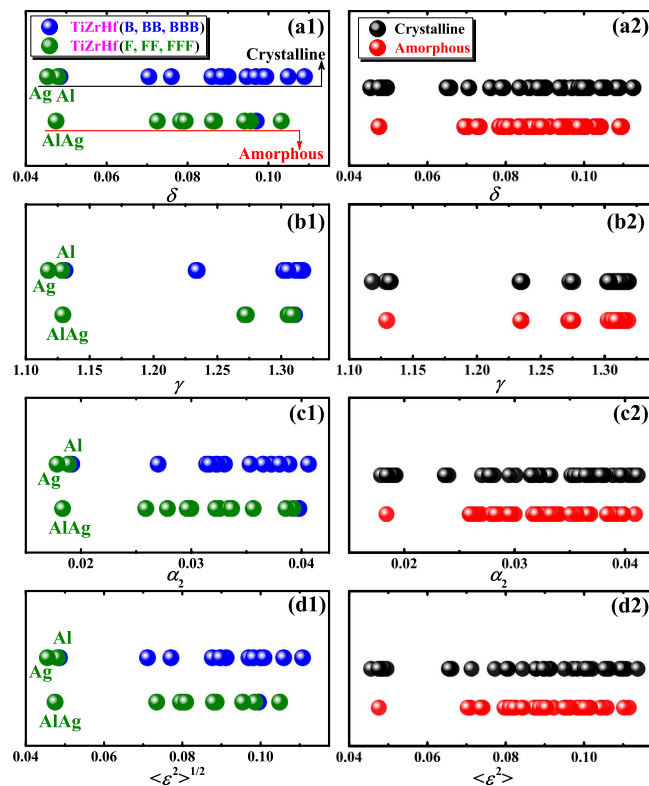 (a1)
TiZrHf(B, BB, BBB)
TiZrHf(F, FF, FFF)
Crystalline
Ag Al
AlAg
Amorphous
0.04 0.06 0.08 0.10
δ
(a2)
Crystalline
Amorphous
0.04 0.06 0.08 0.10
δ
(b1)
Al
Ag
AlAg
1.10 1.15 1.20 1.25 1.30
γ
(b2)
1.10 1.15 1.20 1.25 1.30
γ
(c1)
Al
Ag
AlAg
0.02 0.03 0.04
α₂
(c2)
0.02 0.03 0.04
α₂
(d1)
Al
Ag
AlAg
0.04 0.06 0.08 0.10
<ε²>¹/²
(d2)
0.04 0.06 0.08 0.10
<ε²>